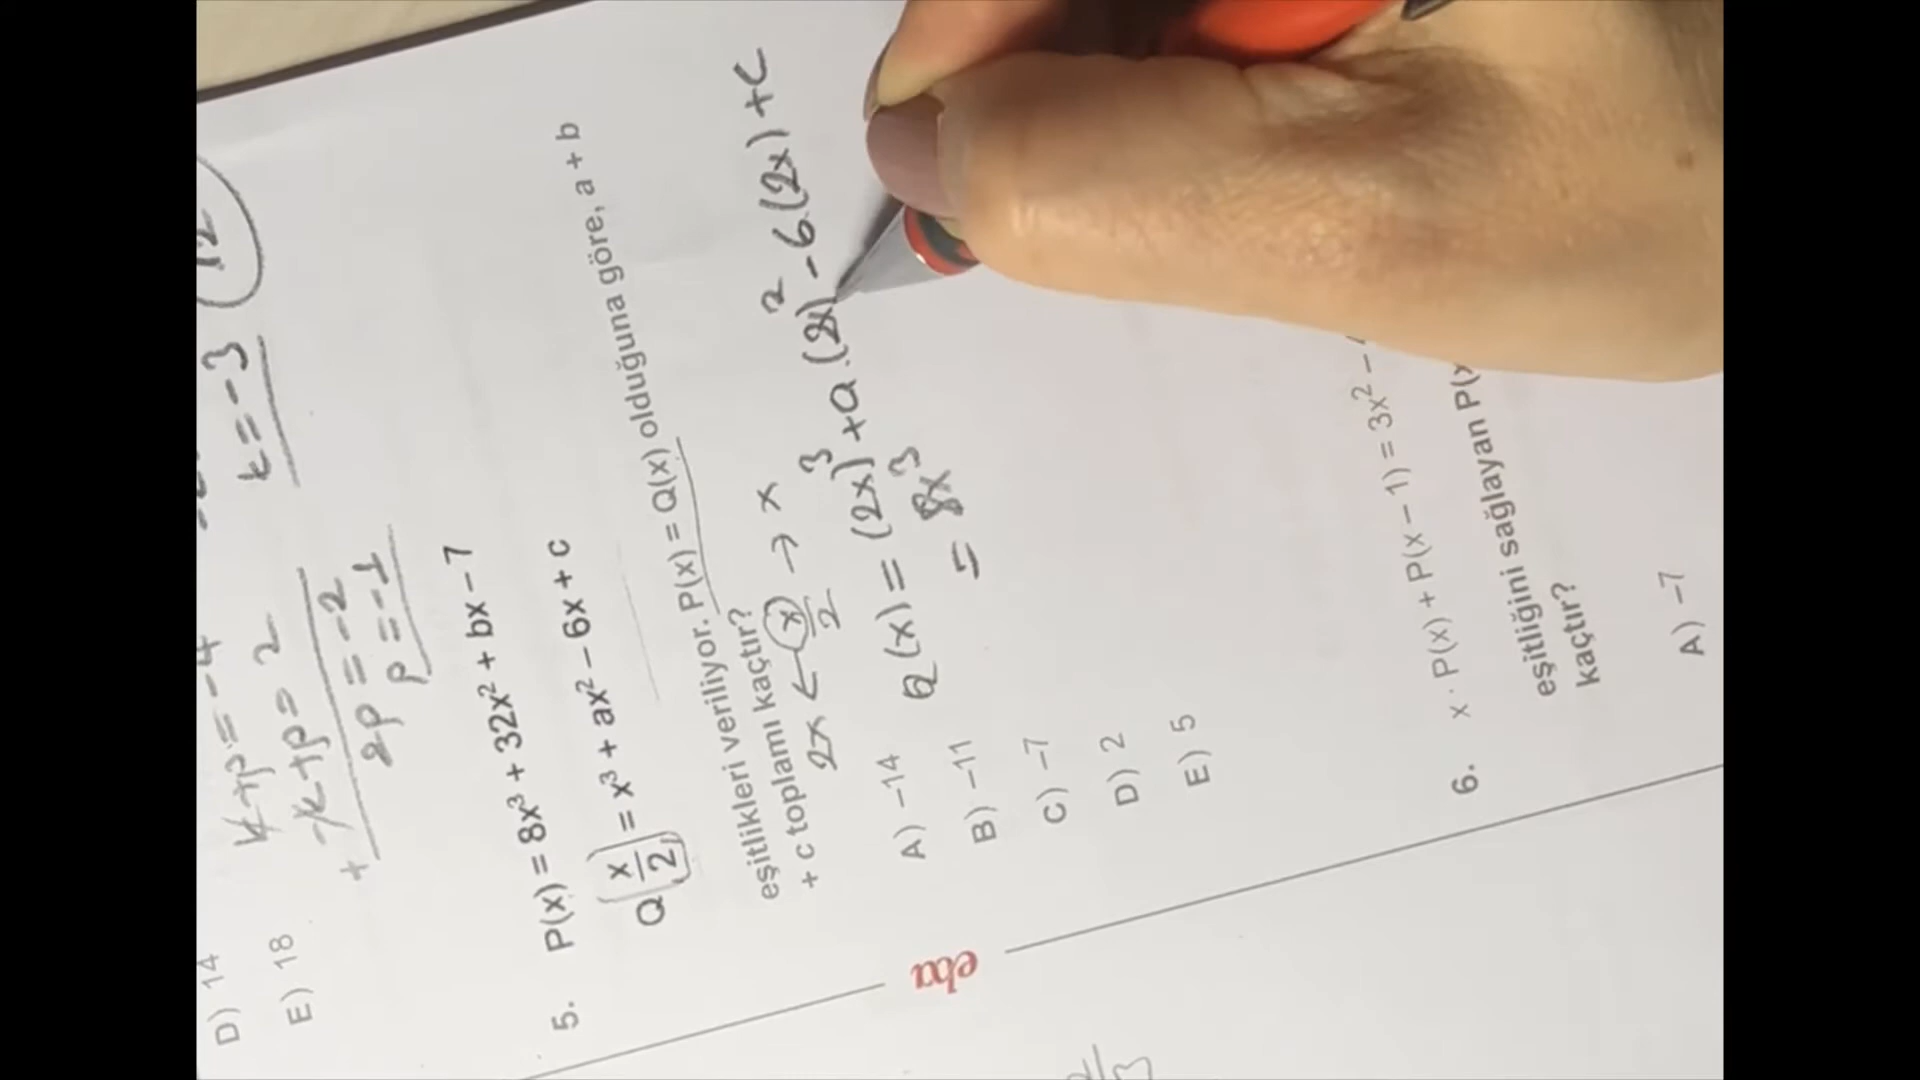 D) 14
E) 18
k+p=-4
-k+p=2
+
2p=-2
p=-1
k=-3
12
5. P(x) = 8x³ + 32x² + bx – 7
Q(x/2) = x³ + ax² – 6x + c
eşitlikleri veriliyor. P(x) = Q(x) olduğuna göre, a + b
+ c toplamı kaçtır?
2x ← x/2 → x
Q(x) = (2x)³+a.(2x)²-6.(2x)+c
= 8x³
A) –14
B) –11
C) –7
D) 2
E) 5
eba
6. x . P(x) + P(x – 1) = 3x² –
eşitliğini sağlayan P(x
kaçtır?
A) –7